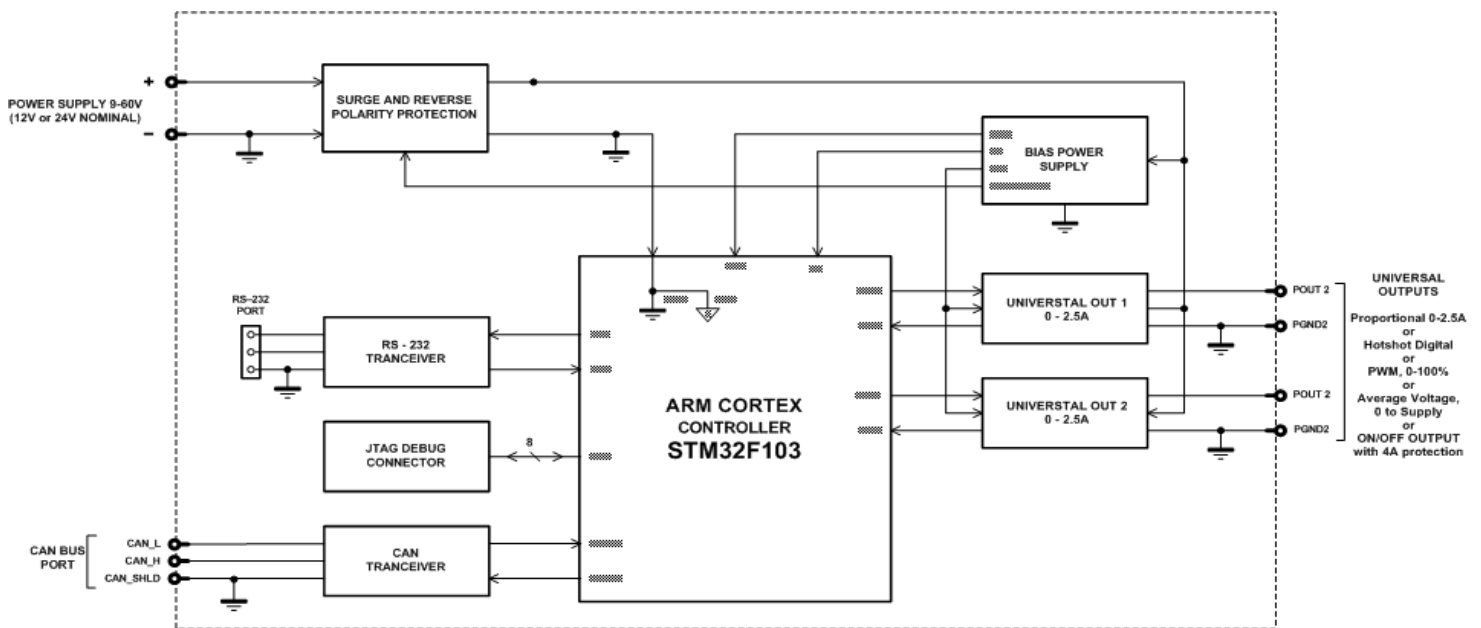 +
POWER SUPPLY 9-60V
(12V or 24V NOMINAL)
−
SURGE AND REVERSE
POLARITY PROTECTION
BIAS POWER
SUPPLY
RS-232
PORT
RS - 232
TRANCEIVER
JTAG DEBUG
CONNECTOR
8
CAN BUS
PORT
CAN_L
CAN_H
CAN_SHLD
CAN
TRANCEIVER
ARM CORTEX
CONTROLLER
STM32F103
UNIVERSTAL OUT 1
0 - 2.5A
UNIVERSTAL OUT 2
0 - 2.5A
POUT 2
PGND2
POUT 2
PGND2
UNIVERSAL
OUTPUTS
Proportional 0-2.5A
or
Hotshot Digital
or
PWM, 0-100%
or
Average Voltage,
0 to Supply
or
ON/OFF OUTPUT
with 4A protection